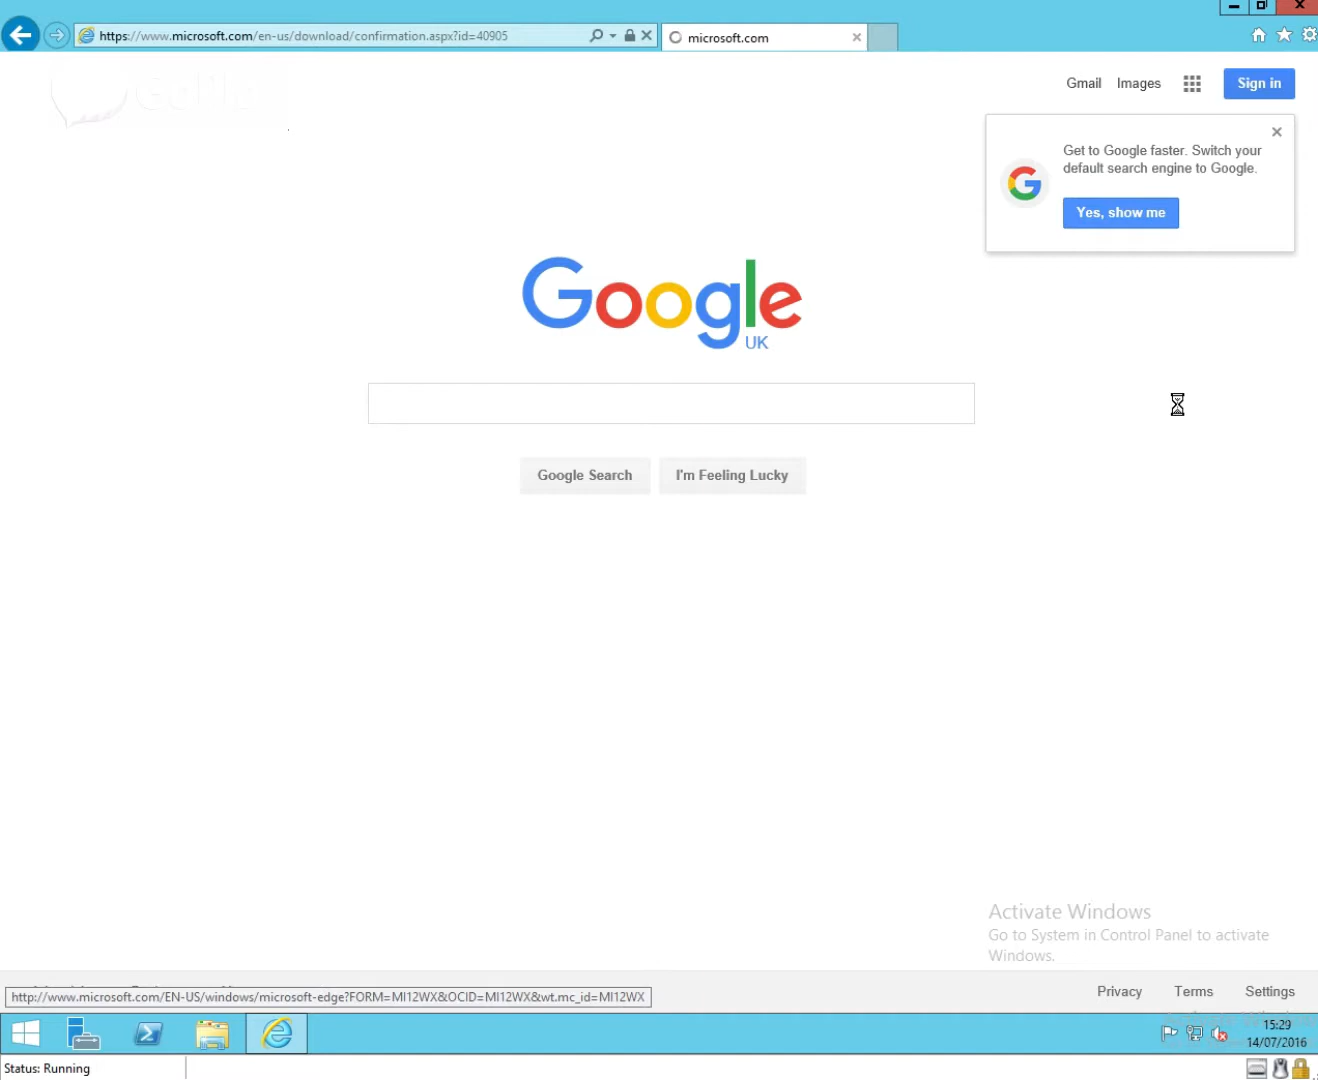 https://www.microsoft.com/en-us/download/confirmation.aspx?id=40905
microsoft.com
Gmail Images
Sign in
Get to Google faster. Switch your
default search engine to Google.
Yes, show me
Google
UK
Google Search
I'm Feeling Lucky
Activate Windows
Go to System in Control Panel to activate
Windows.
http://www.microsoft.com/EN-US/windows/microsoft-edge?FORM=MI12WX&OCID=MI12WX&wt.mc_id=MI12WX
Privacy Terms Settings
15:29
14/07/2016
Status: Running